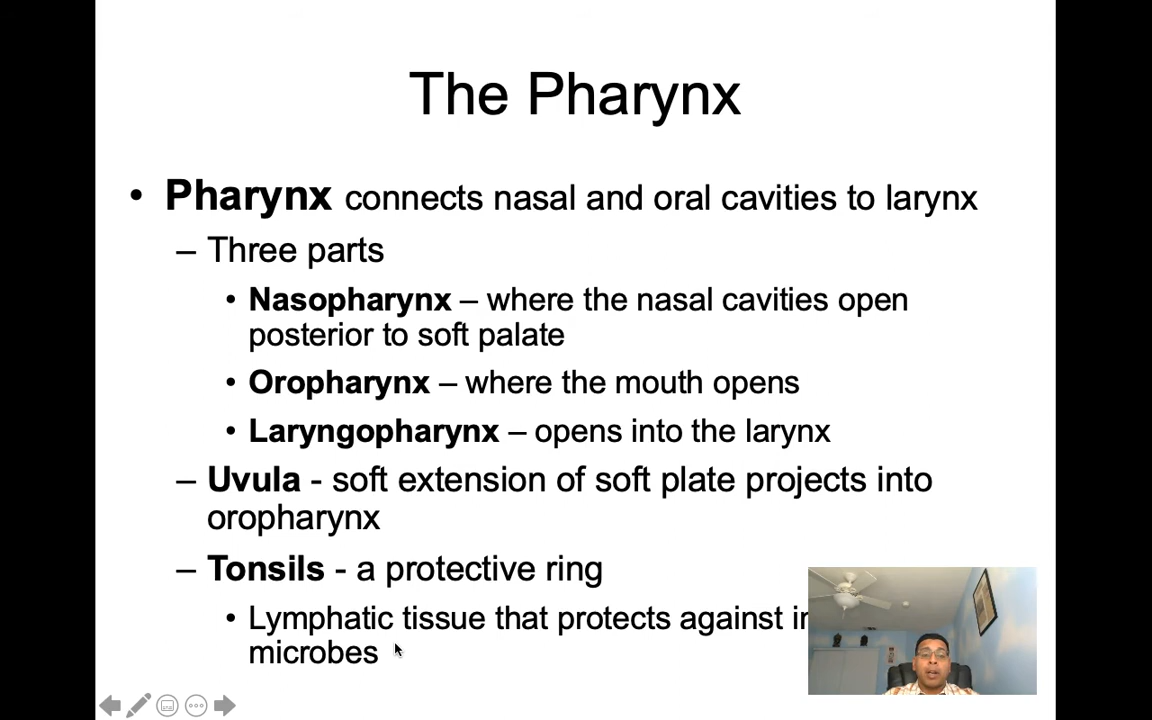 The Pharynx
• Pharynx connects nasal and oral cavities to larynx
– Three parts
• Nasopharynx – where the nasal cavities open
posterior to soft palate
• Oropharynx – where the mouth opens
• Laryngopharynx – opens into the larynx
– Uvula - soft extension of soft plate projects into
oropharynx
– Tonsils - a protective ring
• Lymphatic tissue that protects against
microbes